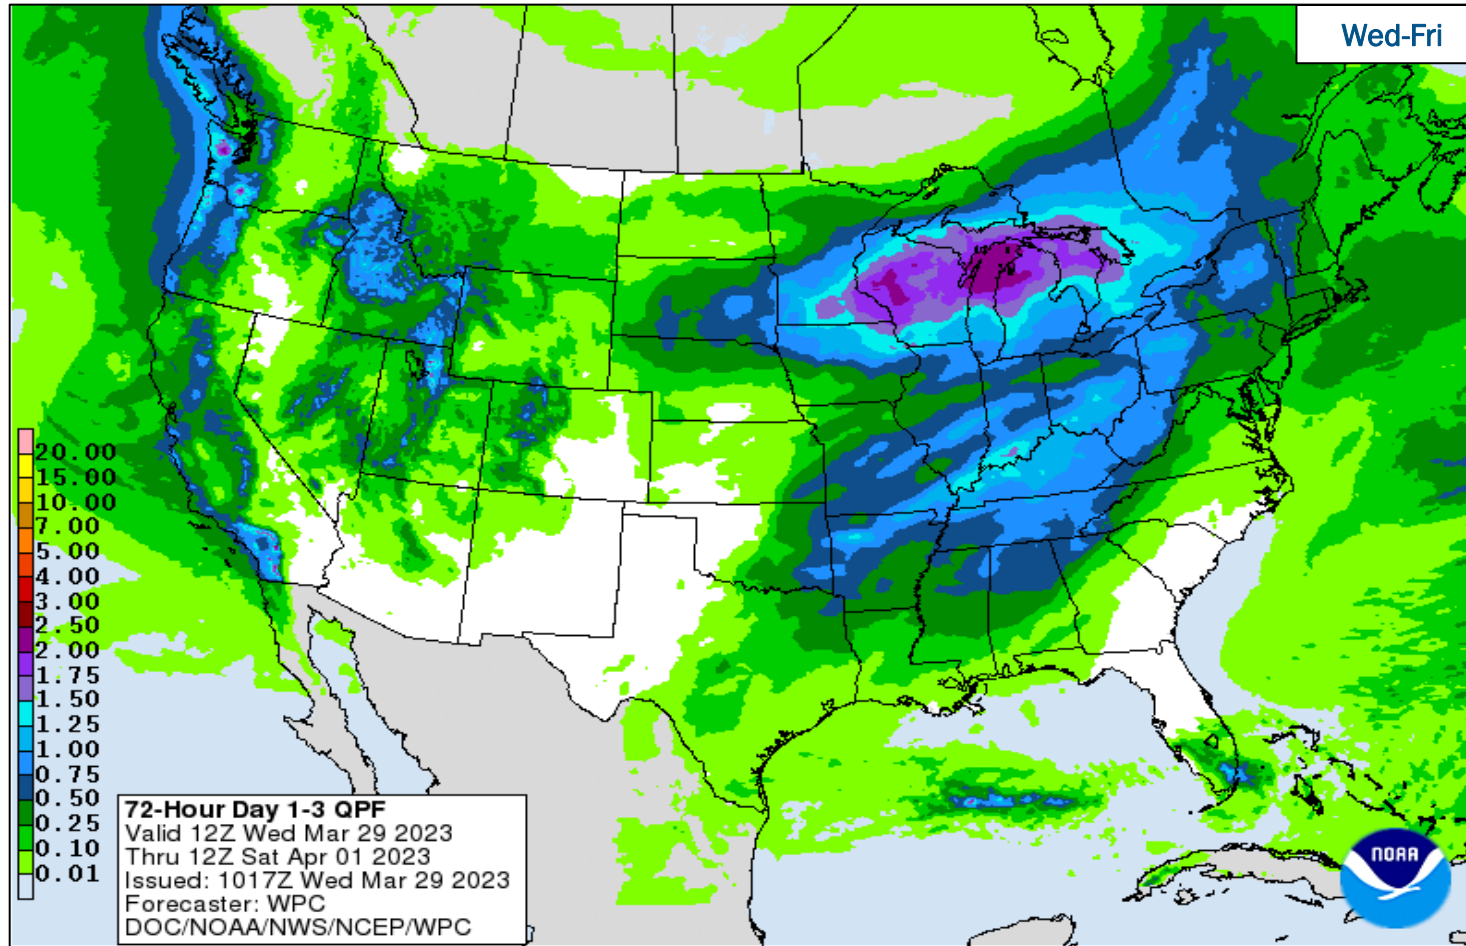 Wed-Fri
20.00
15.00
10.00
7.00
5.00
4.00
3.00
2.50
2.00
1.75
1.50
1.25
1.00
0.75
0.50
0.25
0.10
0.01
72-Hour Day 1-3 QPF
Valid 12Z Wed Mar 29 2023
Thru 12Z Sat Apr 01 2023
Issued: 1017Z Wed Mar 29 2023
Forecaster: WPC
DOC/NOAA/NWS/NCEP/WPC
NOAA